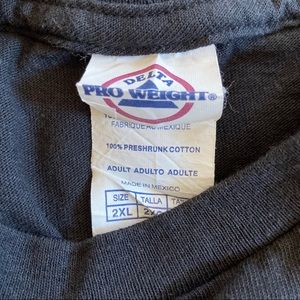 DELTA
PRO WEIGHT®
FABRIQUE AU MEXIQUE
100% PRESHRUNK COTTON
ADULT ADULTO ADULTE
MADE IN MEXICO
SIZE TALLA
2XL